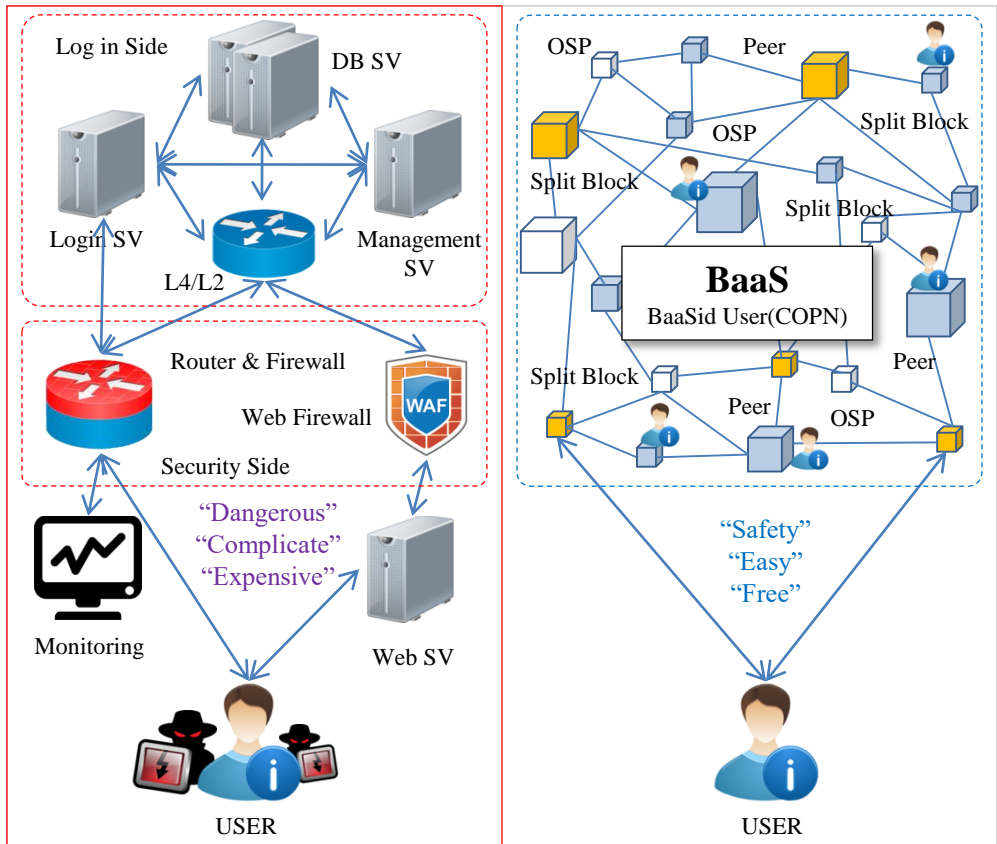 Log in Side
DB SV
Login SV
Management
SV
L4/L2
Router & Firewall
Web Firewall
WAF
Security Side
“Dangerous”
“Complicate”
“Expensive”
Monitoring
Web SV
i
USER
OSP
Peer
i
Split Block
OSP
Split Block
i
Split Block
i
BaaS
BaaSid User(COPN)
Peer
Split Block
Peer
OSP
i
i
“Safety”
“Easy”
“Free”
i
USER